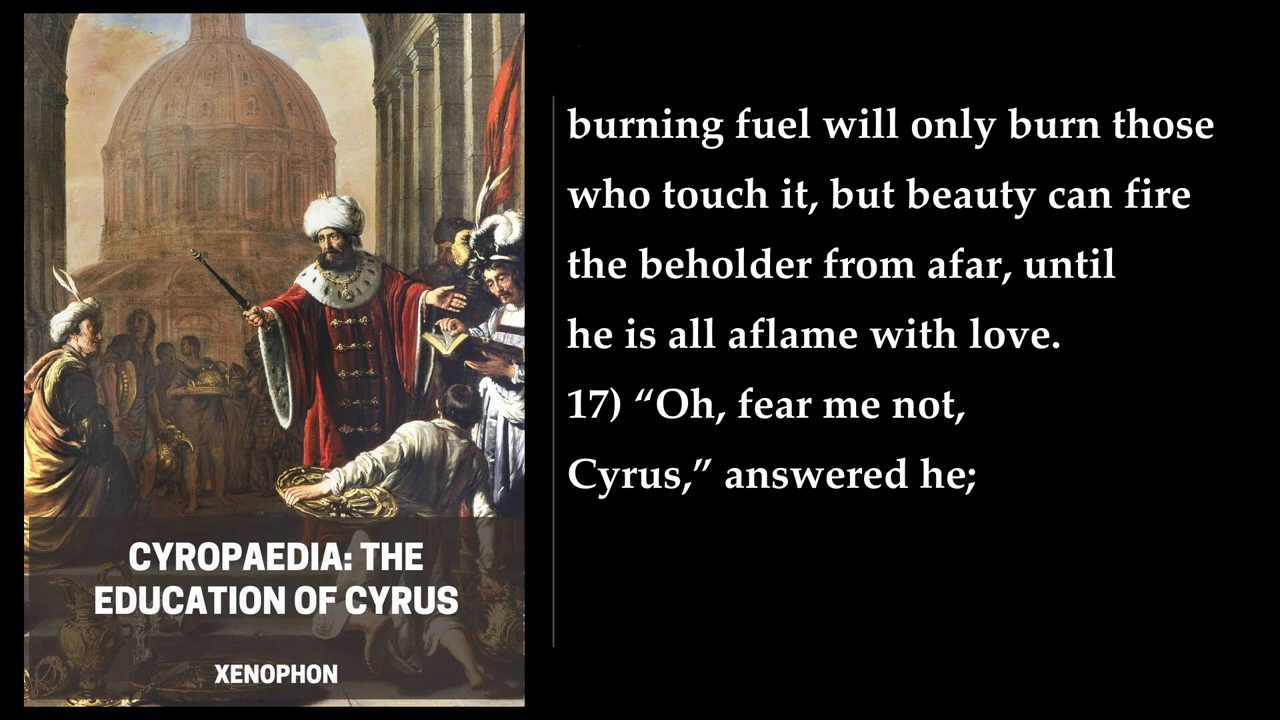 CYROPAEDIA: THE
EDUCATION OF CYRUS
XENOPHON
burning fuel will only burn those
who touch it, but beauty can fire
the beholder from afar, until
he is all aflame with love.
17) “Oh, fear me not,
Cyrus,” answered he;